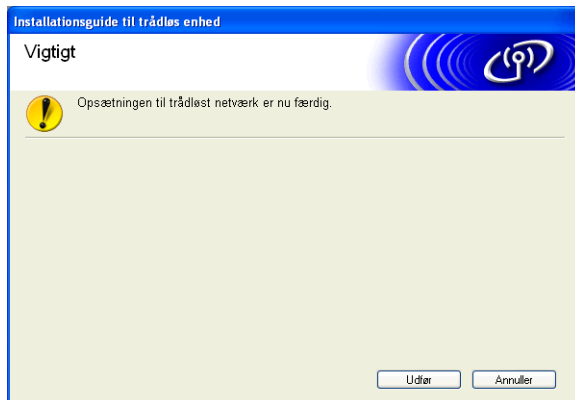 Installationsguide til trådløs enhed
Vigtigt
Opsætningen til trådløst netværk er nu færdig.
Udfør
Annuller